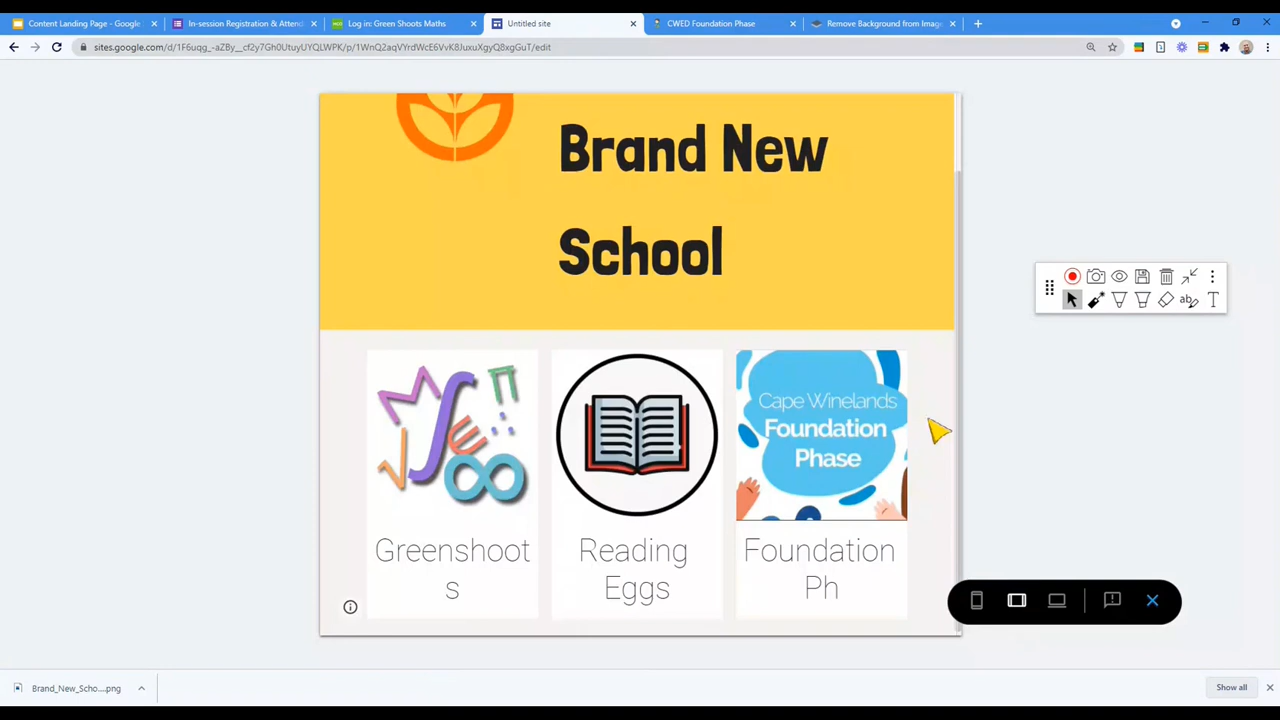 Content Landing Page - Google
In-session Registration & Attend
Log in: Green Shoots Maths
Untitled site
CWED Foundation Phase
Remove Background from Imag
sites.google.com/d/1F6uqg_-aZBy__cf2y7Gh0UtuyUYQLWPK/p/1WnQ2aqVYrdWcE6VvK8JuxuXgyQ8xgGuT/edit
Brand New
School
Cape Winelands
Foundation
Phase
Greenshoot
s
Reading
Eggs
Foundation
Ph
Brand_New_Scho....png
Show all